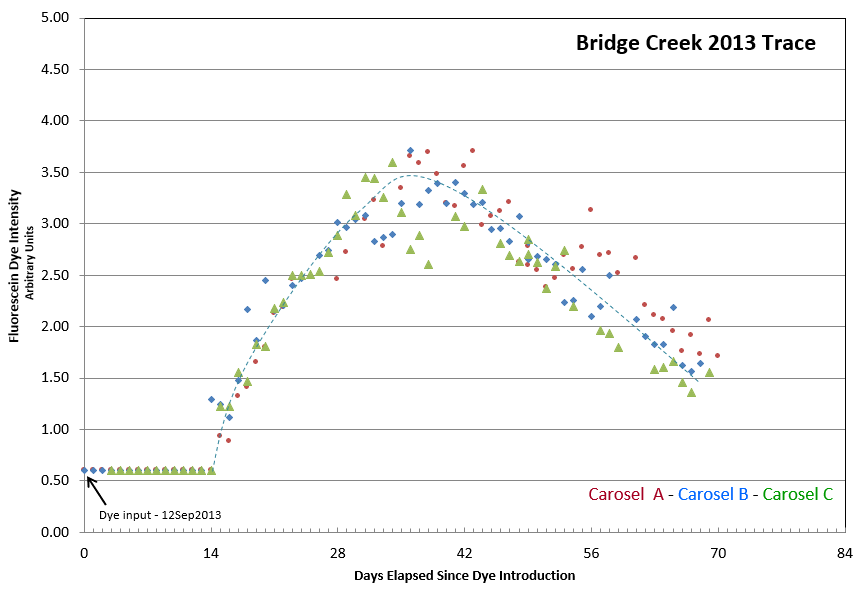 Bridge Creek 2013 Trace
5.00
4.50
4.00
3.50
3.00
2.50
2.00
1.50
1.00
0.50
0.00
Fluorescein Dye Intensity
Arbitrary Units
Carosel A - Carosel B - Carosel C
Dye input - 12Sep2013
0 14 28 42 56 70 84
Days Elapsed Since Dye Introduction